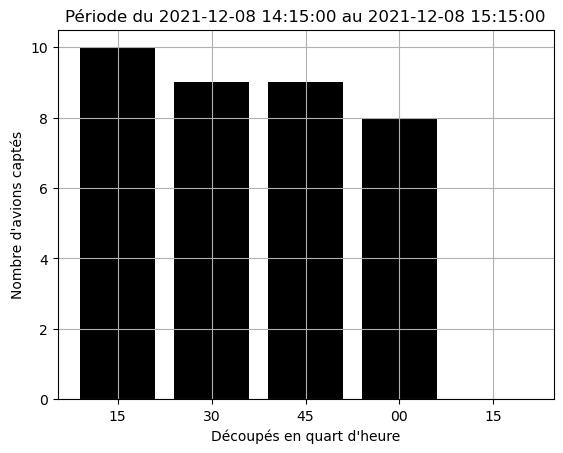 Période du 2021-12-08 14:15:00 au 2021-12-08 15:15:00
Nombre d'avions captés
10
8
6
4
2
0
15 30 45 00 15
Découpés en quart d'heure